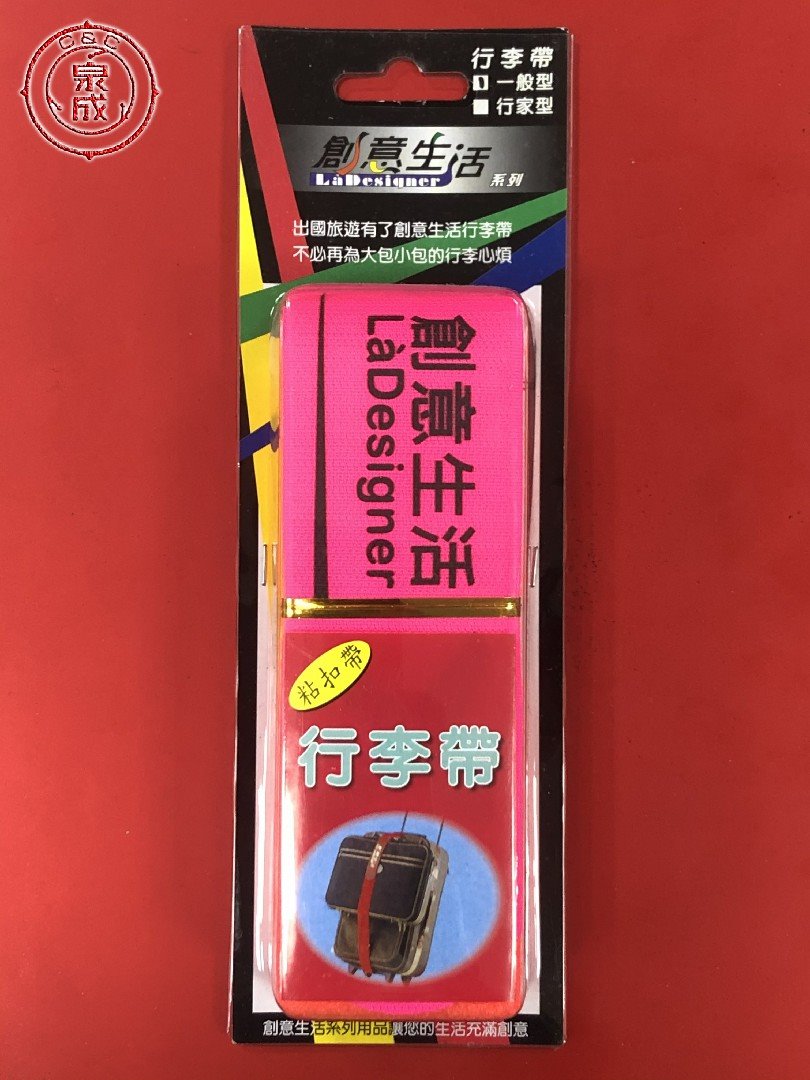 C&C
泉成
行李帶
一般型
行家型
創意生活
LàDesigner
系列
出國旅遊有了創意生活行李帶
不必再為大包小包的行李心煩
創意生活
LàDesigner
粘扣帶
行李帶
創意生活系列用品讓您的生活充滿創意